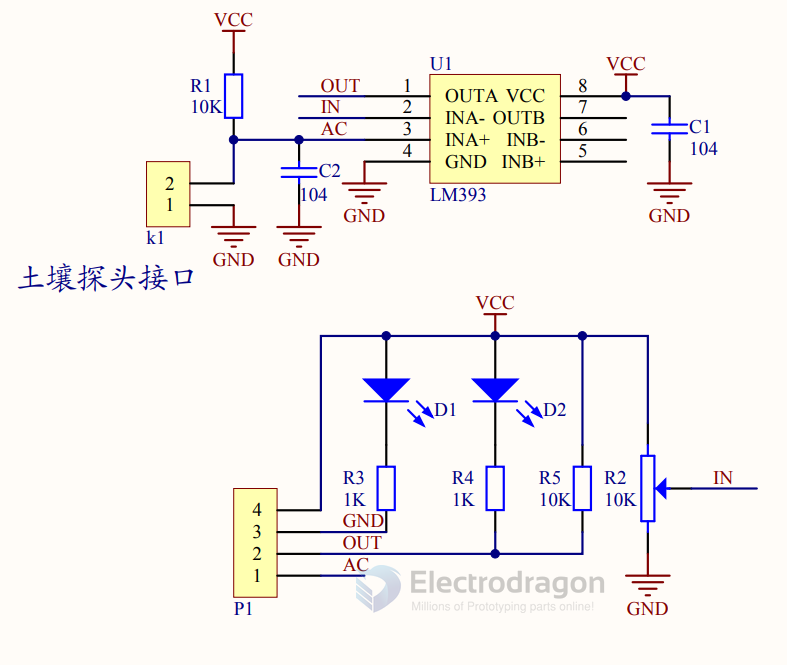 VCC
R1
10K
2
1
k1
GND
土壤探头接口
OUT
IN
AC
C2
104
GND
GND
U1
1
2
3
4
OUTA VCC
INA- OUTB
INA+ INB-
GND INB+
8
7
6
5
LM393
VCC
C1
104
GND
VCC
D1
D2
R3
1K
R4
1K
R5
10K
R2
10K
IN
GND
4
3
2
1
P1
GND
OUT
AC
Electrodragon
Millions of Prototyping parts online!